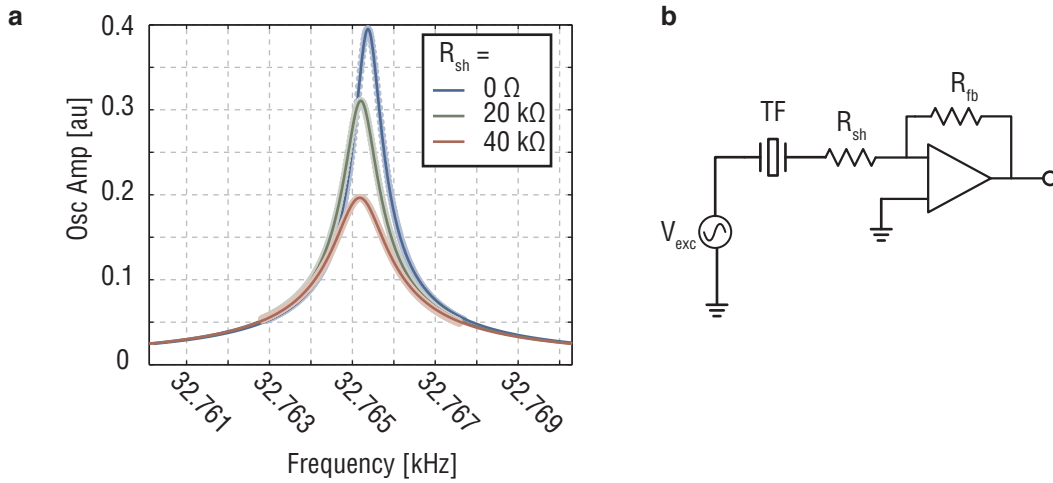 a
Osc Amp [au]
0.4
0.3
0.2
0.1
0
R_sh =
0 Ω
20 kΩ
40 kΩ
32.761
32.763
32.765
32.767
32.769
Frequency [kHz]
b
TF
R_sh
R_fb
V_exc